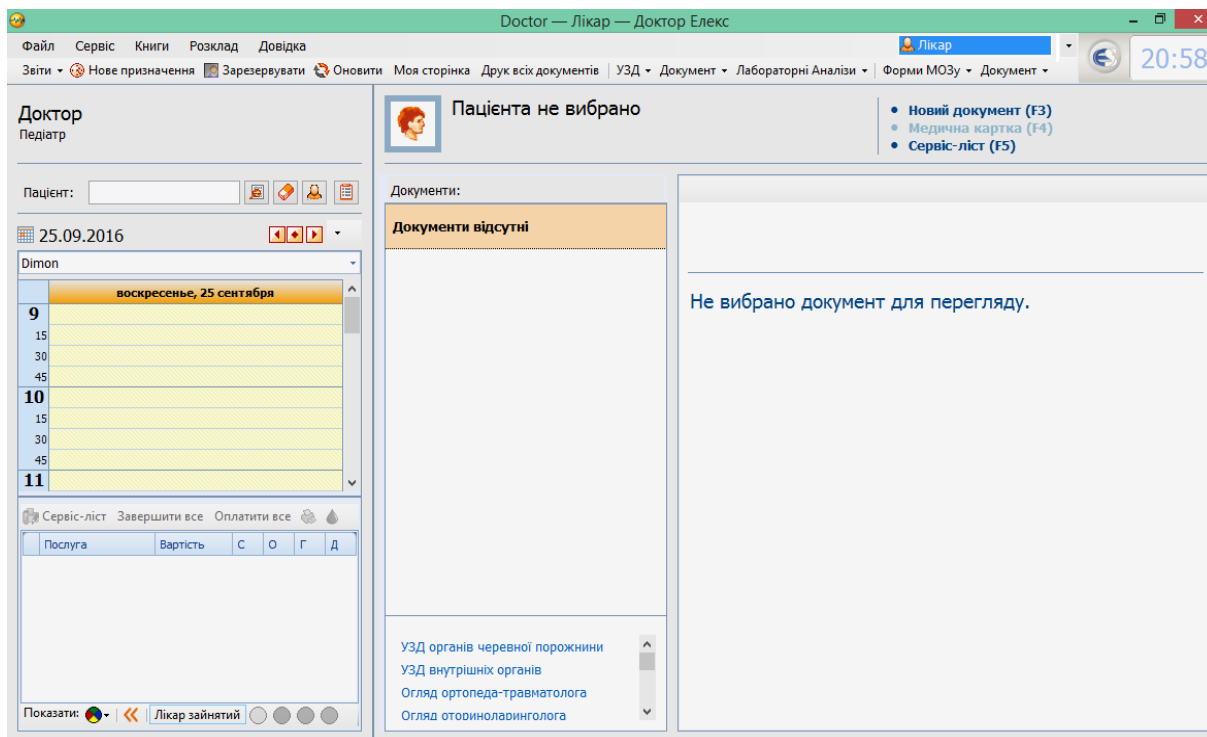 Doctor — Лікар — Доктор Елекс
Файл Сервіс Книги Розклад Довідка
Лікар
20:58
Звіти Нове призначення Зарезервувати Оновити Моя сторінка Друк всіх документів УЗД Документ Лабораторні Аналізи Форми МОЗу Документ
Доктор
Педіатр
Пацієнт:
25.09.2016
Dimon
воскресенье, 25 сентября
9
15
30
45
10
15
30
45
11
Сервіс-ліст Завершити все Оплатити все
Послуга Вартість С О Г Д
Показати: Лікар зайнятий
Пацієнта не вибрано
• Новий документ (F3)
• Медична картка (F4)
• Сервіс-ліст (F5)
Документи:
Документи відсутні
УЗД органів черевної порожнини
УЗД внутрішніх органів
Огляд ортопеда-травматолога
Огляд оториноларинголога
Не вибрано документ для перегляду.